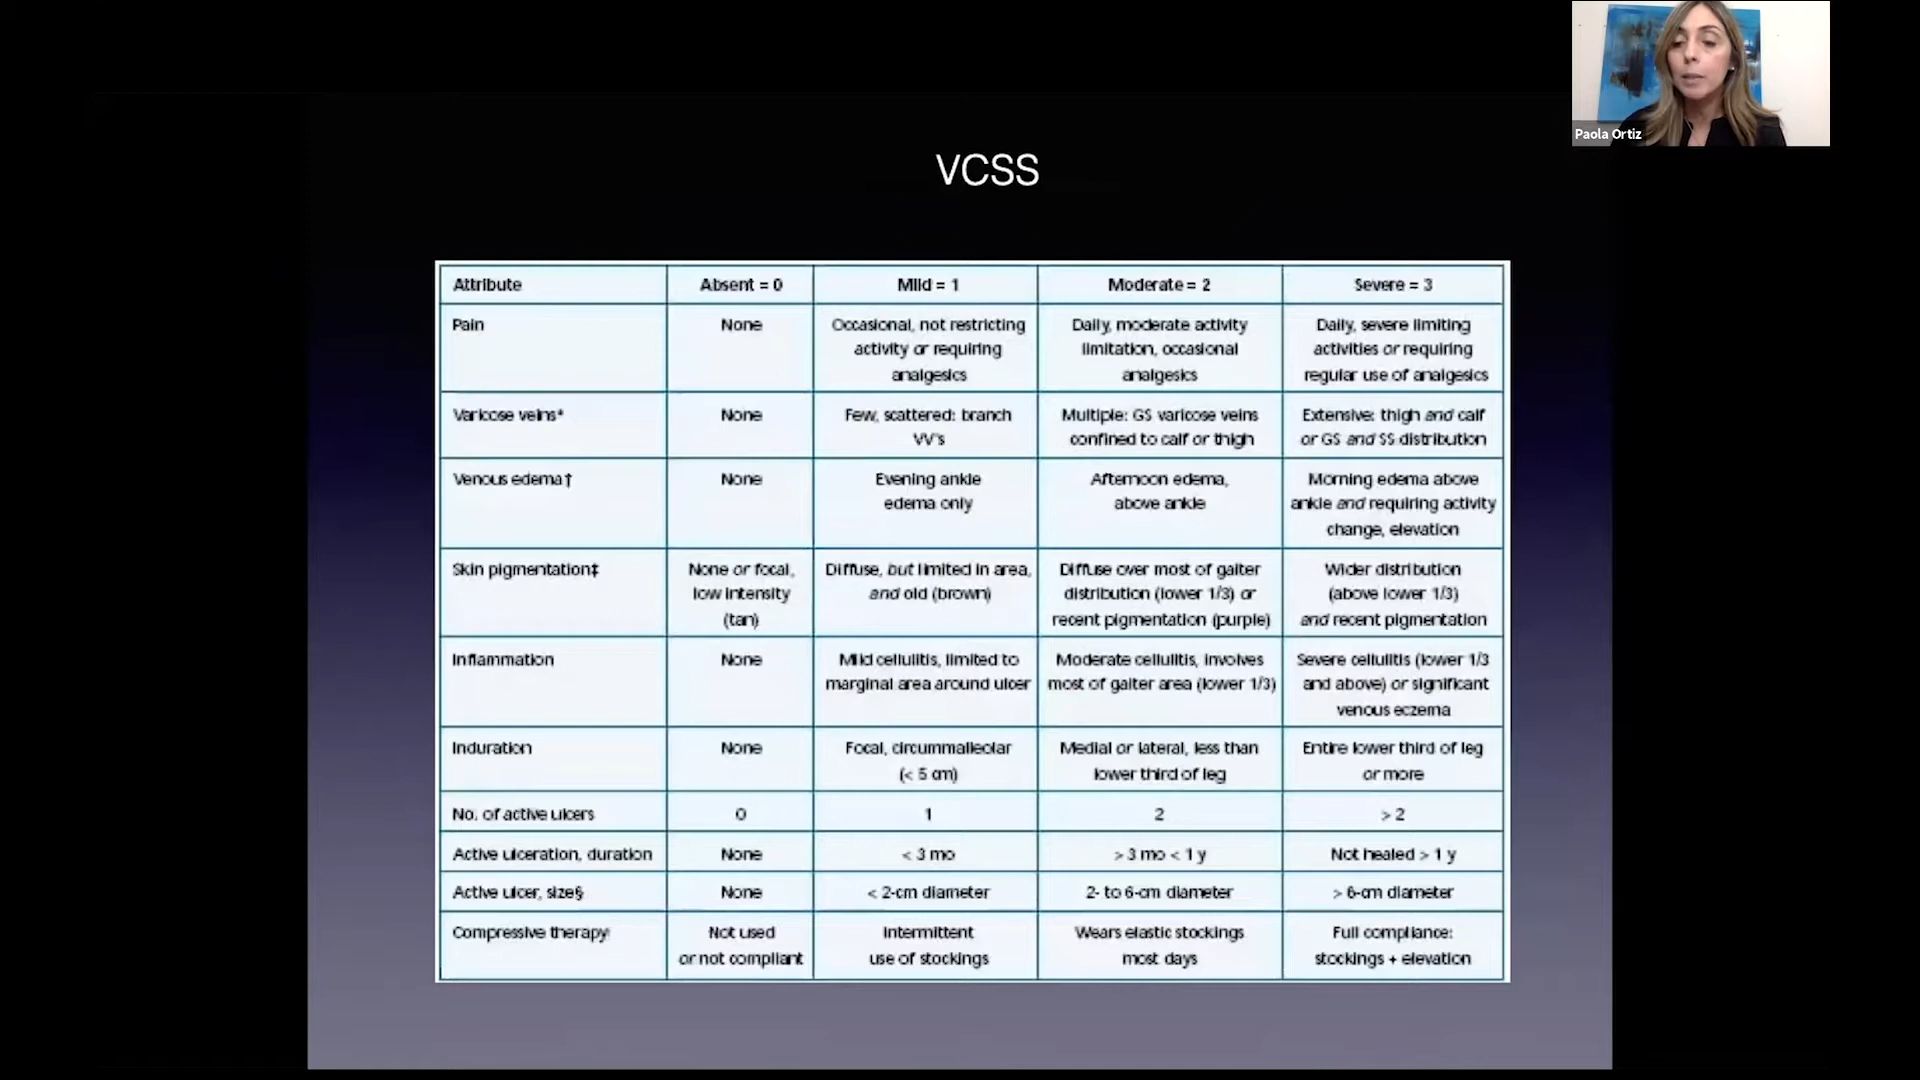 Paola Ortiz
VCSS
Attribute
Absent = 0
Mild = 1
Moderate = 2
Severe = 3
Pain
None
Occasional, not restricting
activity or requiring
analgesics
Daily, moderate activity
limitation, occasional
analgesics
Daily, severe limiting
activities or requiring
regular use of analgesics
Varicose veins*
None
Few, scattered: branch
VV's
Multiple: GS varicose veins
confined to calf or thigh
Extensive: thigh and calf
or GS and SS distribution
Venous edema†
None
Evening ankle
edema only
Afternoon edema,
above ankle
Morning edema above
ankle and requiring activity
change, elevation
Skin pigmentation‡
None or focal,
low intensity
(tan)
Diffuse, but limited in area,
and old (brown)
Diffuse over most of gaiter
distribution (lower 1/3) or
recent pigmentation (purple)
Wider distribution
(above lower 1/3)
and recent pigmentation
Inflammation
None
Mild cellulitis, limited to
marginal area around ulcer
Moderate cellulitis, involves
most of gaiter area (lower 1/3)
Severe cellulitis (lower 1/3
and above) or significant
venous eczema
Induration
None
Focal, circummalleolar
(< 5 cm)
Medial or lateral, less than
lower third of leg
Entire lower third of leg
or more
No. of active ulcers
0
1
2
> 2
Active ulceration, duration
None
< 3 mo
> 3 mo < 1 y
Not healed > 1 y
Active ulcer, size§
None
< 2-cm diameter
2- to 6-cm diameter
> 6-cm diameter
Compressive therapy
Not used
or not compliant
Intermittent
use of stockings
Wears elastic stockings
most days
Full compliance:
stockings + elevation